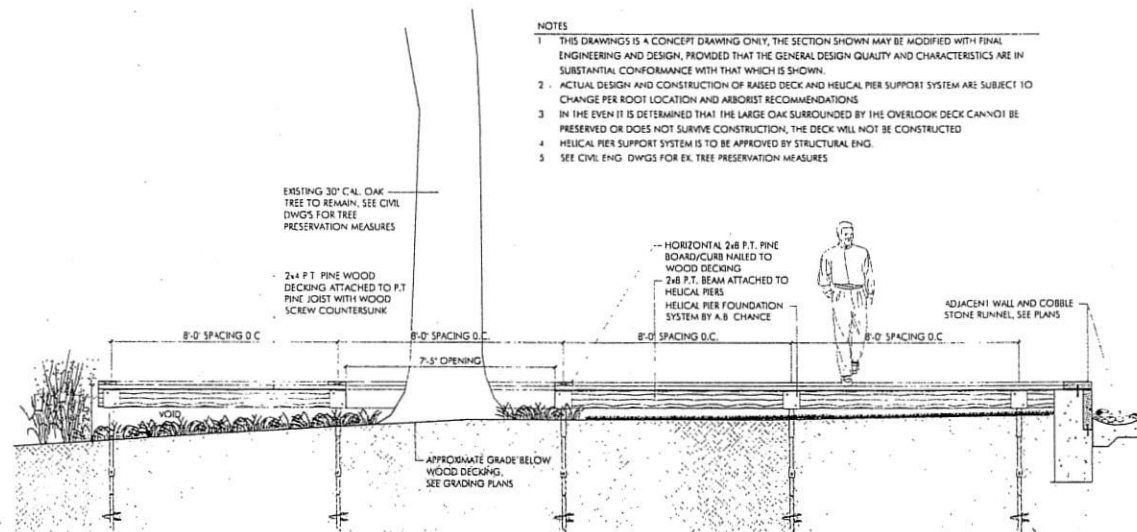 NOTES
1 THIS DRAWINGS IS A CONCEPT DRAWING ONLY, THE SECTION SHOWN MAY BE MODIFIED WITH FINAL
ENGINEERING AND DESIGN, PROVIDED THAT THE GENERAL DESIGN QUALITY AND CHARACTERISTICS ARE IN
SUBSTANTIAL CONFORMANCE WITH THAT WHICH IS SHOWN.
2 . ACTUAL DESIGN AND CONSTRUCTION OF RAISED DECK AND HELICAL PIER SUPPORT SYSTEM ARE SUBJECT TO
CHANGE PER ROOT LOCATION AND ARBORIST RECOMMENDATIONS
3 IN THE EVEN IT IS DETERMINED THAT THE LARGE OAK SURROUNDED BY THE OVERLOOK DECK CANNOT BE
PRESERVED OR DOES NOT SURVIVE CONSTRUCTION, THE DECK WILL NOT BE CONSTRUCTED
4 HELICAL PIER SUPPORT SYSTEM IS TO BE APPROVED BY STRUCTURAL ENG.
5 SEE CIVIL ENG DWGS FOR EX. TREE PRESERVATION MEASURES
EXISTING 30" CAL. OAK
TREE TO REMAIN, SEE CIVIL
DWG'S FOR TREE
PRESERVATION MEASURES
2x4 P T PINE WOOD
DECKING ATTACHED TO P.T
PINE JOIST WITH WOOD
SCREW COUNTERSUNK
HORIZONTAL 2x8 P.T. PINE
BOARD/CURB NAILED TO
WOOD DECKING
2x8 P.T. BEAM ATTACHED TO
HELICAL PIERS
HELICAL PIER FOUNDATION
SYSTEM BY A.B CHANCE
ADJACENT WALL AND COBBLE
STONE RUNNEL, SEE PLANS
8'-0" SPACING O.C
8'-0" SPACING O.C.
8'-0" SPACING O.C.
8'-0" SPACING O.C
7'-5" OPENING
VOID
APPROXIMATE GRADE BELOW
WOOD DECKING,
SEE GRADING PLANS